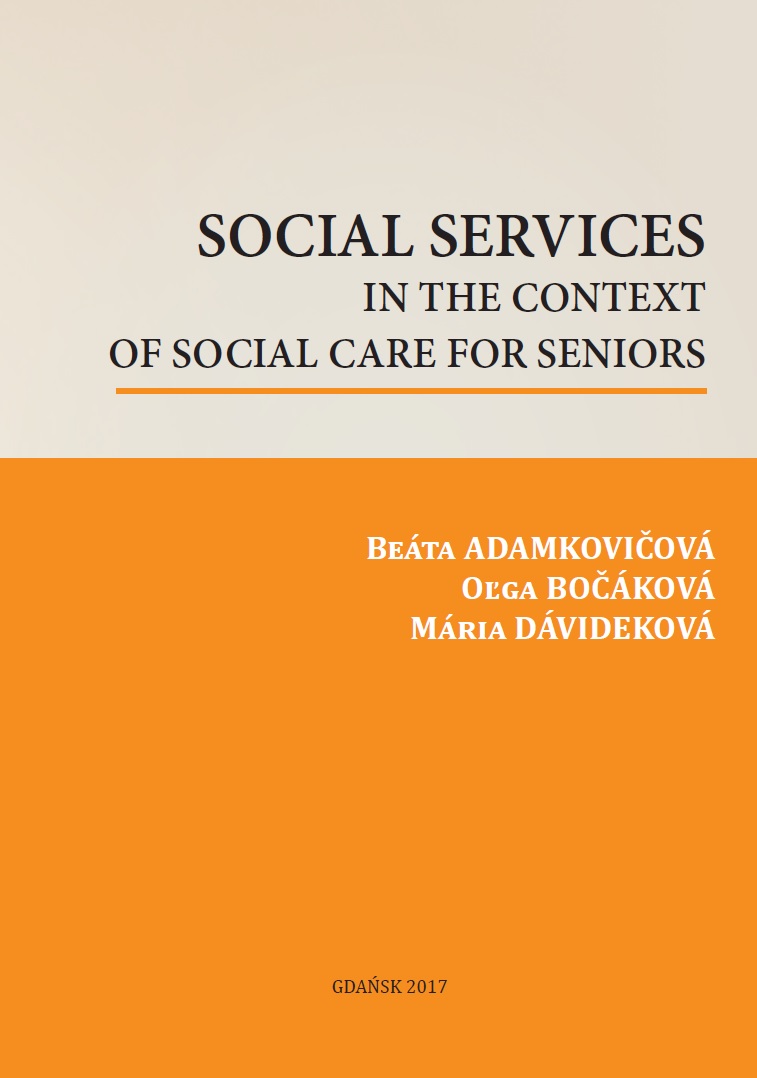 SOCIAL SERVICES
IN THE CONTEXT
OF SOCIAL CARE FOR SENIORS
Beáta ADAMKOVIČOVÁ
Oľga BOČÁKOVÁ
Mária DÁVIDEKOVÁ
GDAŃSK 2017